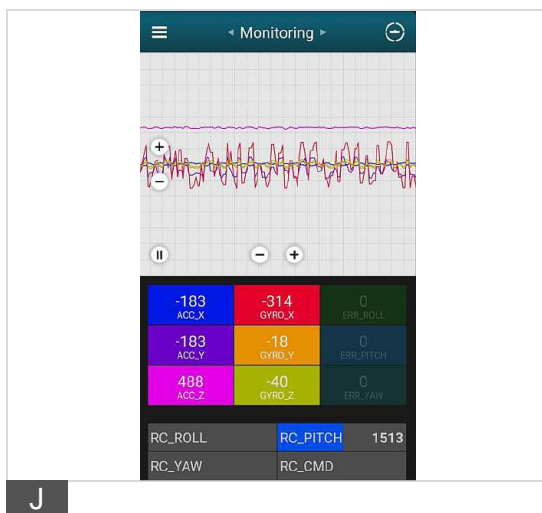 Monitoring
-183 -314 0
ACC_X GYRO_X ERR_ROLL
-183 -18 0
ACC_Y GYRO_Y ERR_PITCH
488 -40 0
ACC_Z GYRO_Z ERR_YAW
RC_ROLL RC_PITCH 1513
RC_YAW RC_CMD
J